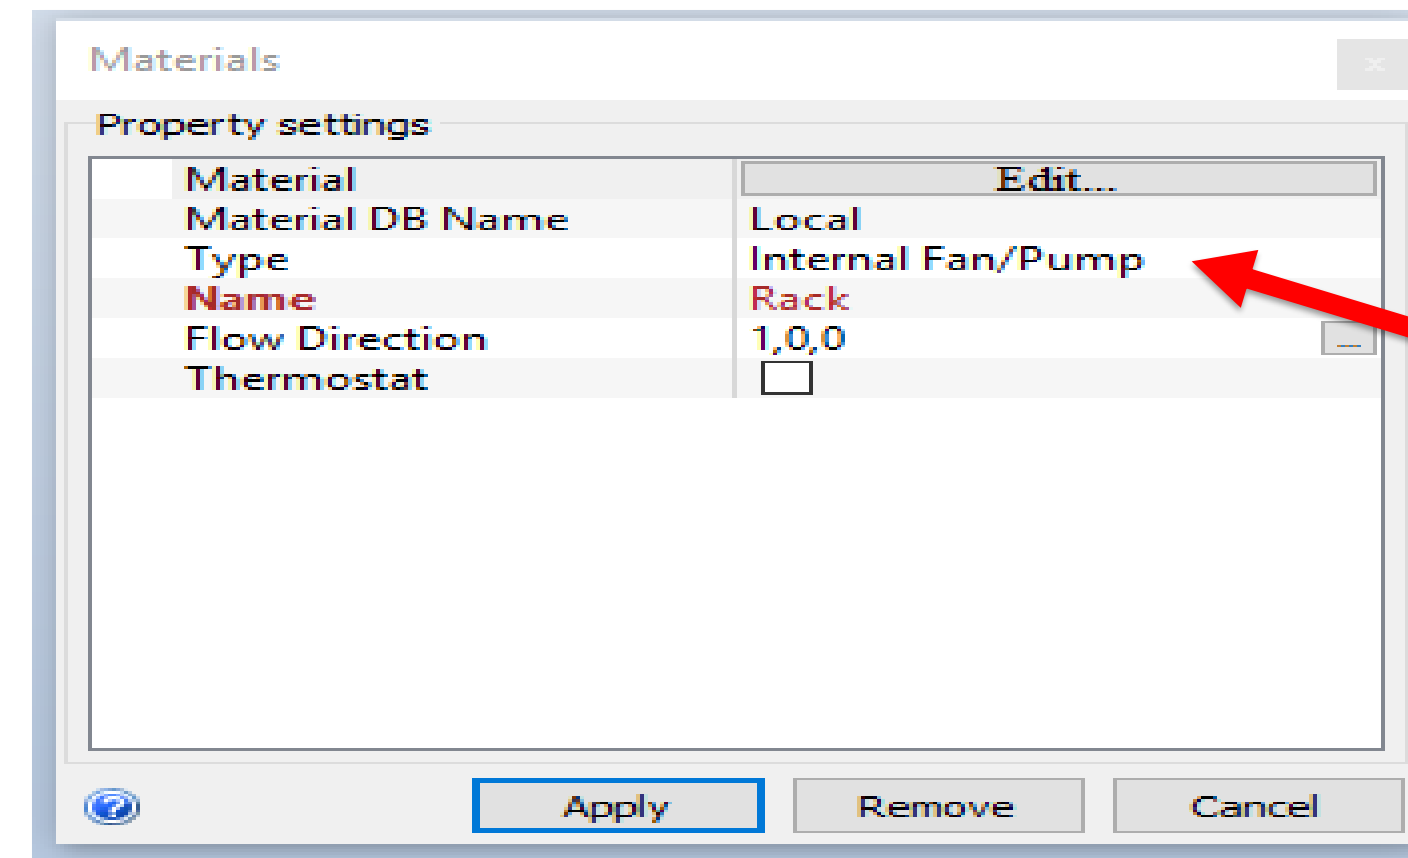 Materials
Property settings
Material Edit...
Material DB Name Local
Type Internal Fan/Pump
Name Rack
Flow Direction 1,0,0 ...
Thermostat
Apply Remove Cancel